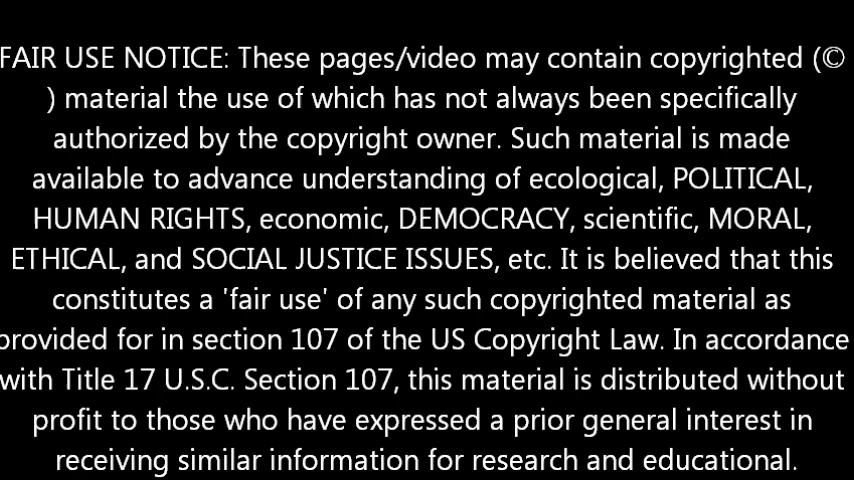 FAIR USE NOTICE: These pages/video may contain copyrighted (©
) material the use of which has not always been specifically
authorized by the copyright owner. Such material is made
available to advance understanding of ecological, POLITICAL,
HUMAN RIGHTS, economic, DEMOCRACY, scientific, MORAL,
ETHICAL, and SOCIAL JUSTICE ISSUES, etc. It is believed that this
constitutes a 'fair use' of any such copyrighted material as
provided for in section 107 of the US Copyright Law. In accordance
with Title 17 U.S.C. Section 107, this material is distributed without
profit to those who have expressed a prior general interest in
receiving similar information for research and educational.